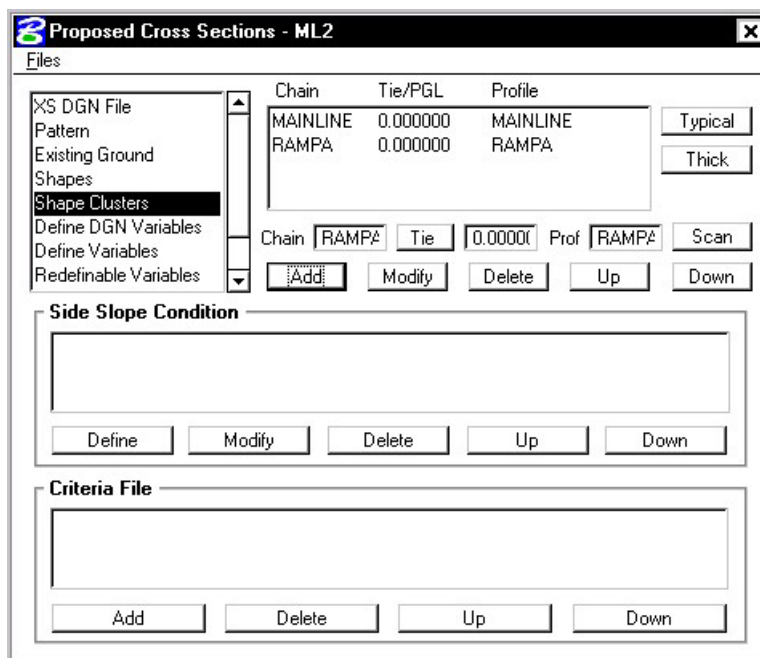 Proposed Cross Sections - ML2
Files
XS DGN File
Pattern
Existing Ground
Shapes
Shape Clusters
Define DGN Variables
Define Variables
Redefinable Variables
Chain Tie/PGL Profile
MAINLINE 0.000000 MAINLINE
RAMPA 0.000000 RAMPA
Typical
Thick
Chain RAMPA Tie 0.0000( Prof RAMPA Scan
Add Modify Delete Up Down
Side Slope Condition
Define Modify Delete Up Down
Criteria File
Add Delete Up Down